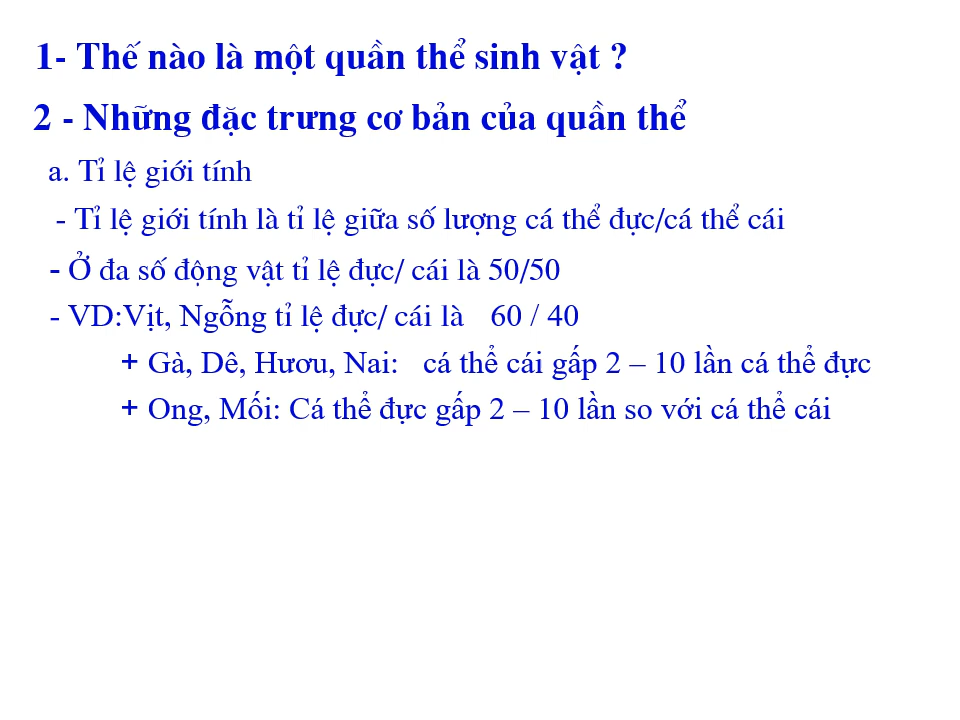 1- Thế nào là một quần thể sinh vật ?
2 - Những đặc trưng cơ bản của quần thể
a. Tỉ lệ giới tính
- Tỉ lệ giới tính là tỉ lệ giữa số lượng cá thể đực/cá thể cái
- Ở đa số động vật tỉ lệ đực/ cái là 50/50
- VD:Vịt, Ngỗng tỉ lệ đực/ cái là 60 / 40
+ Gà, Dê, Hươu, Nai: cá thể cái gấp 2 – 10 lần cá thể đực
+ Ong, Mối: Cá thể đực gấp 2 – 10 lần so với cá thể cái